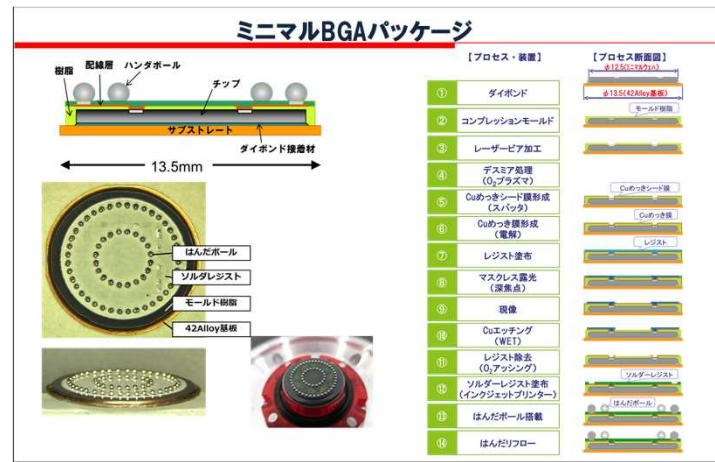 ミニマルBGAパッケージ
樹脂
配線層
ハンダボール
チップ
サブストレート
ダイボンド接着材
13.5mm
はんだボール
ソルダレジスト
モールド樹脂
42Alloy基板
【プロセス・装置】
【プロセス断面図】
φ12.5(ミニマルウェハ)
φ13.5(42Alloy基板)
① ダイボンド
② コンプレッションモールド
モールド樹脂
③ レーザービア加工
④ デスミア処理
(O₂プラズマ)
⑤ Cuめっきシード膜形成
(スパッタ)
Cuめっきシード膜
⑥ Cuめっき膜形成
(電解)
Cuめっき膜
⑦ レジスト塗布
レジスト
⑧ マスクレス露光
(深焦点)
⑨ 現像
⑩ Cuエッチング
(WET)
⑪ レジスト除去
(O₂アッシング)
⑫ ソルダーレジスト塗布
(インクジェットプリンター)
ソルダーレジスト
⑬ はんだボール搭載
はんだボール
⑭ はんだリフロー